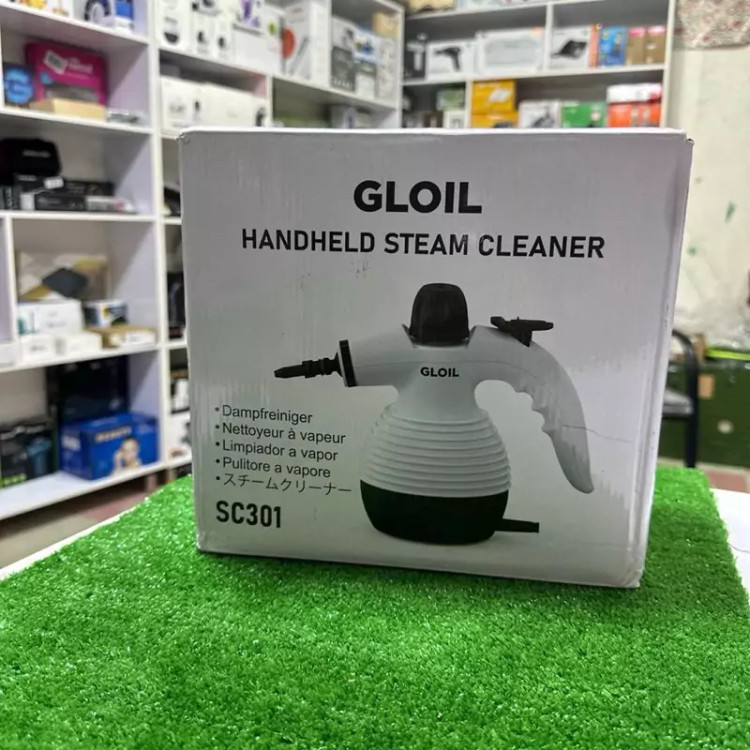 GLOIL
HANDHELD STEAM CLEANER
GLOIL
• Dampfreiniger
• Nettoyeur à vapeur
• Limpiador a vapor
• Pulitore a vapore
• スチームクリーナー
SC301